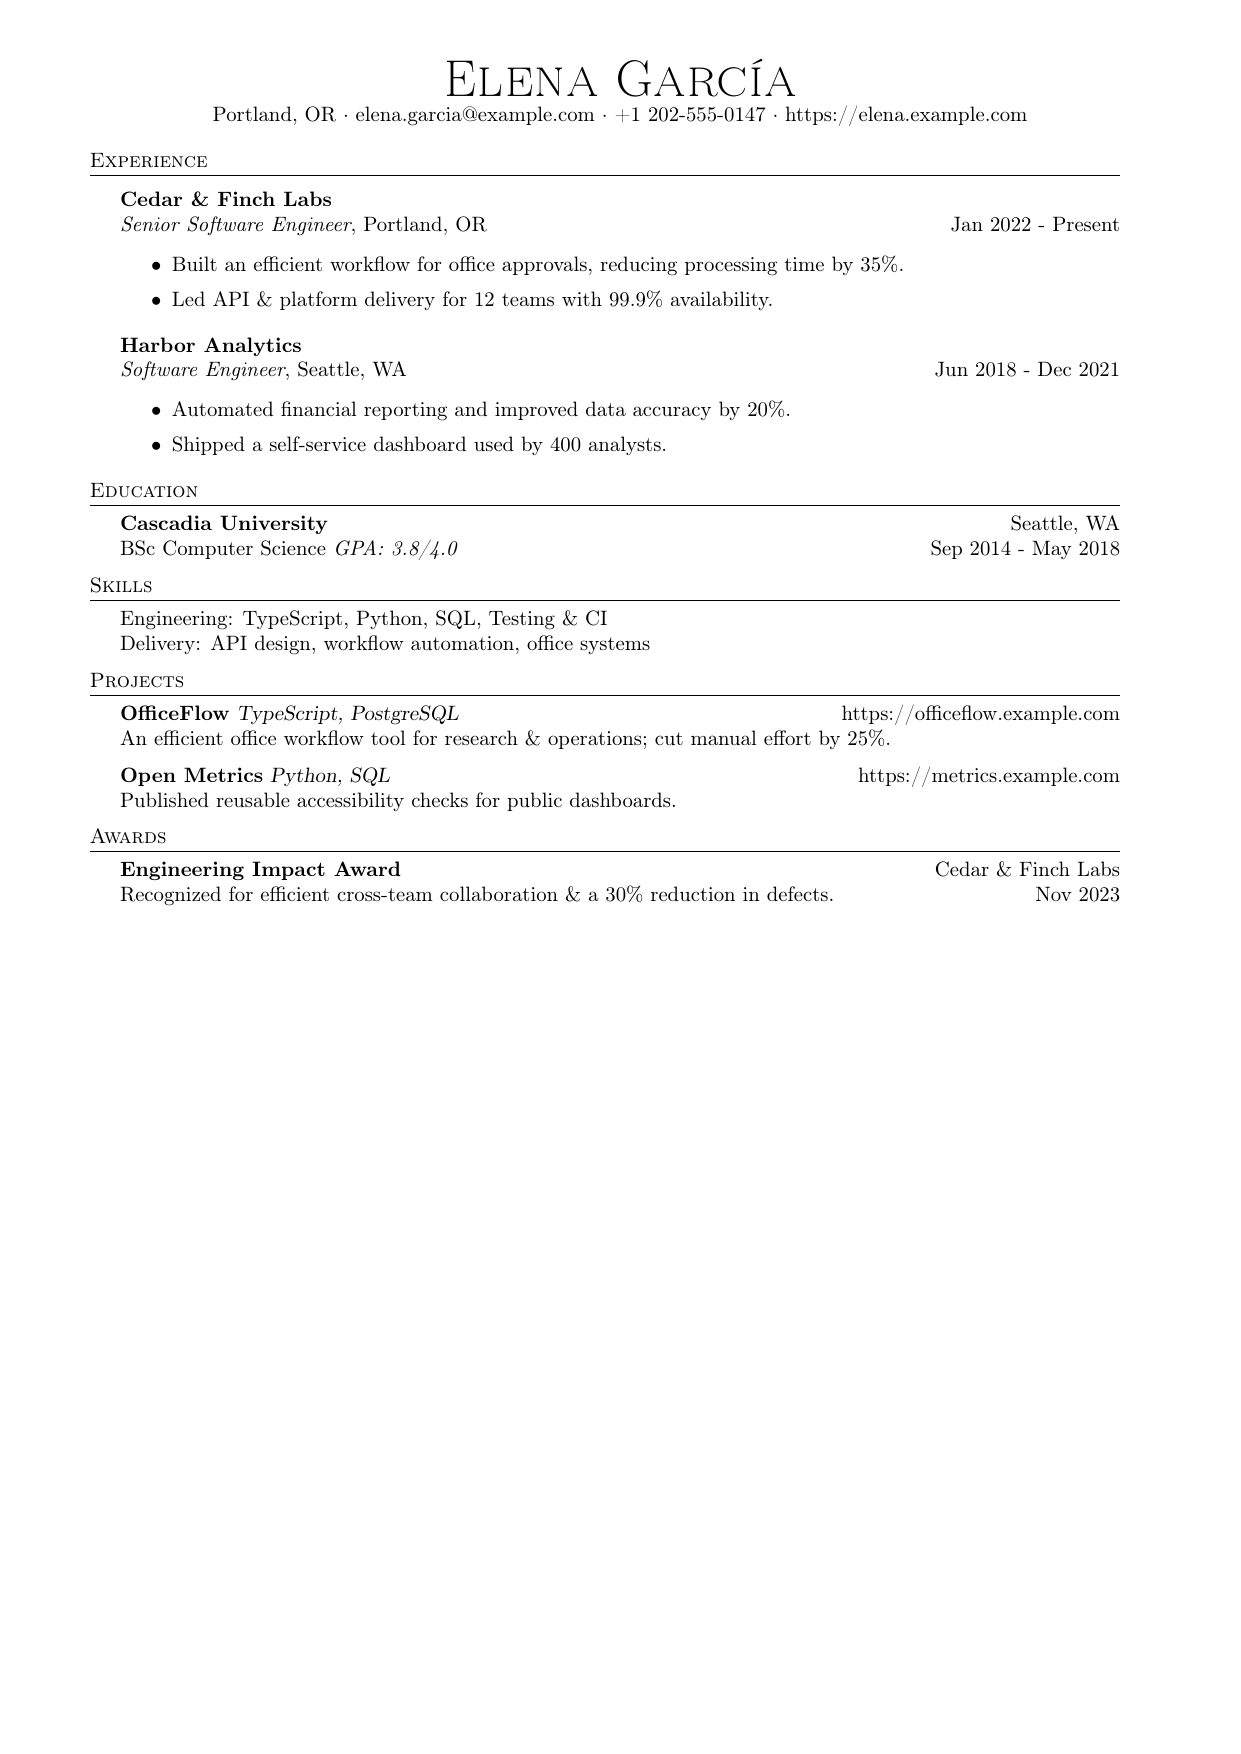 Elena García
Portland, OR · elena.garcia@example.com · +1 202-555-0147 · https://elena.example.com
Experience
Cedar & Finch Labs
Senior Software Engineer, Portland, OR Jan 2022 - Present
• Built an efficient workflow for office approvals, reducing processing time by 35%.
• Led API & platform delivery for 12 teams with 99.9% availability.
Harbor Analytics
Software Engineer, Seattle, WA Jun 2018 - Dec 2021
• Automated financial reporting and improved data accuracy by 20%.
• Shipped a self-service dashboard used by 400 analysts.
Education
Cascadia University Seattle, WA
BSc Computer Science GPA: 3.8/4.0 Sep 2014 - May 2018
Skills
Engineering: TypeScript, Python, SQL, Testing & CI
Delivery: API design, workflow automation, office systems
Projects
OfficeFlow TypeScript, PostgreSQL https://officeflow.example.com
An efficient office workflow tool for research & operations; cut manual effort by 25%.
Open Metrics Python, SQL https://metrics.example.com
Published reusable accessibility checks for public dashboards.
Awards
Engineering Impact Award Cedar & Finch Labs
Recognized for efficient cross-team collaboration & a 30% reduction in defects. Nov 2023